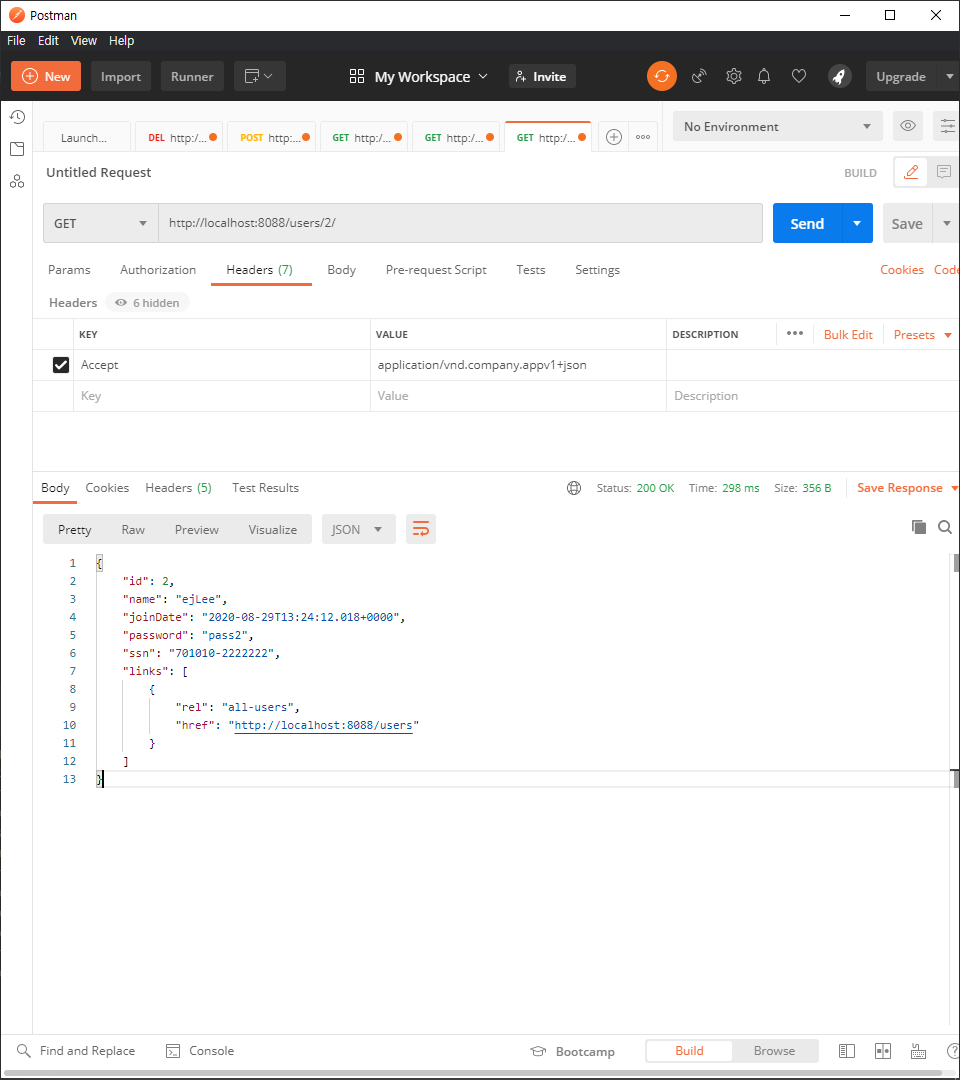 Postman
File Edit View Help
New Import Runner My Workspace Invite Upgrade
Launch... DEL http:/... POST http:... GET http:/... GET http:/... GET http:/... No Environment
Untitled Request BUILD
GET http://localhost:8088/users/2/ Send Save
Params Authorization Headers (7) Body Pre-request Script Tests Settings Cookies Code
Headers 6 hidden
KEY VALUE DESCRIPTION ••• Bulk Edit Presets
Accept application/vnd.company.appv1+json
Key Value Description
Body Cookies Headers (5) Test Results Status: 200 OK Time: 298 ms Size: 356 B Save Response
Pretty Raw Preview Visualize JSON
1 {
2 "id": 2,
3 "name": "ejLee",
4 "joinDate": "2020-08-29T13:24:12.018+0000",
5 "password": "pass2",
6 "ssn": "701010-2222222",
7 "links": [
8 {
9 "rel": "all-users",
10 "href": "http://localhost:8088/users"
11 }
12 ]
13 }
Find and Replace Console Bootcamp Build Browse